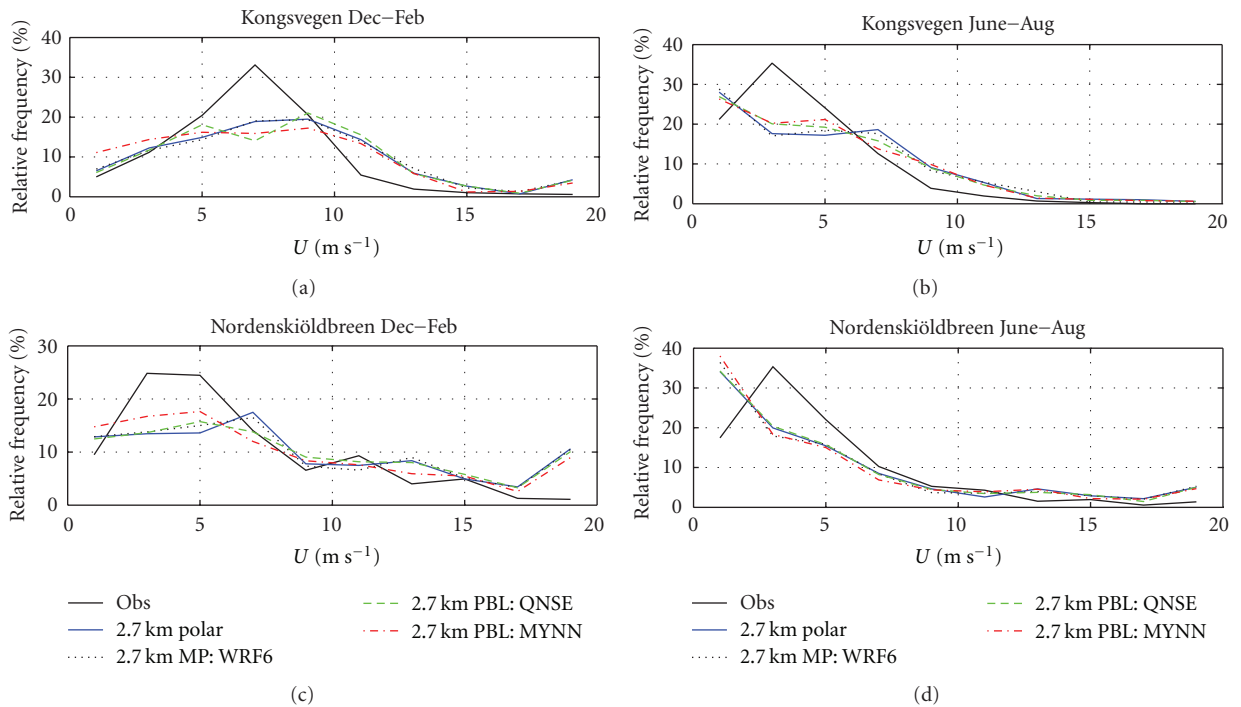 Kongsvegen Dec−Feb
Relative frequency (%)
40
30
20
10
0
0
5
10
15
20
U (m s−1)
(a)
Kongsvegen June−Aug
Relative frequency (%)
40
30
20
10
0
0
5
10
15
20
U (m s−1)
(b)
Nordenskiöldbreen Dec−Feb
Relative frequency (%)
30
20
10
0
0
5
10
15
20
U (m s−1)
Obs
2.7 km polar
2.7 km MP: WRF6
2.7 km PBL: QNSE
2.7 km PBL: MYNN
(c)
Nordenskiöldbreen June−Aug
Relative frequency (%)
40
30
20
10
0
0
5
10
15
20
U (m s−1)
Obs
2.7 km polar
2.7 km MP: WRF6
2.7 km PBL: QNSE
2.7 km PBL: MYNN
(d)